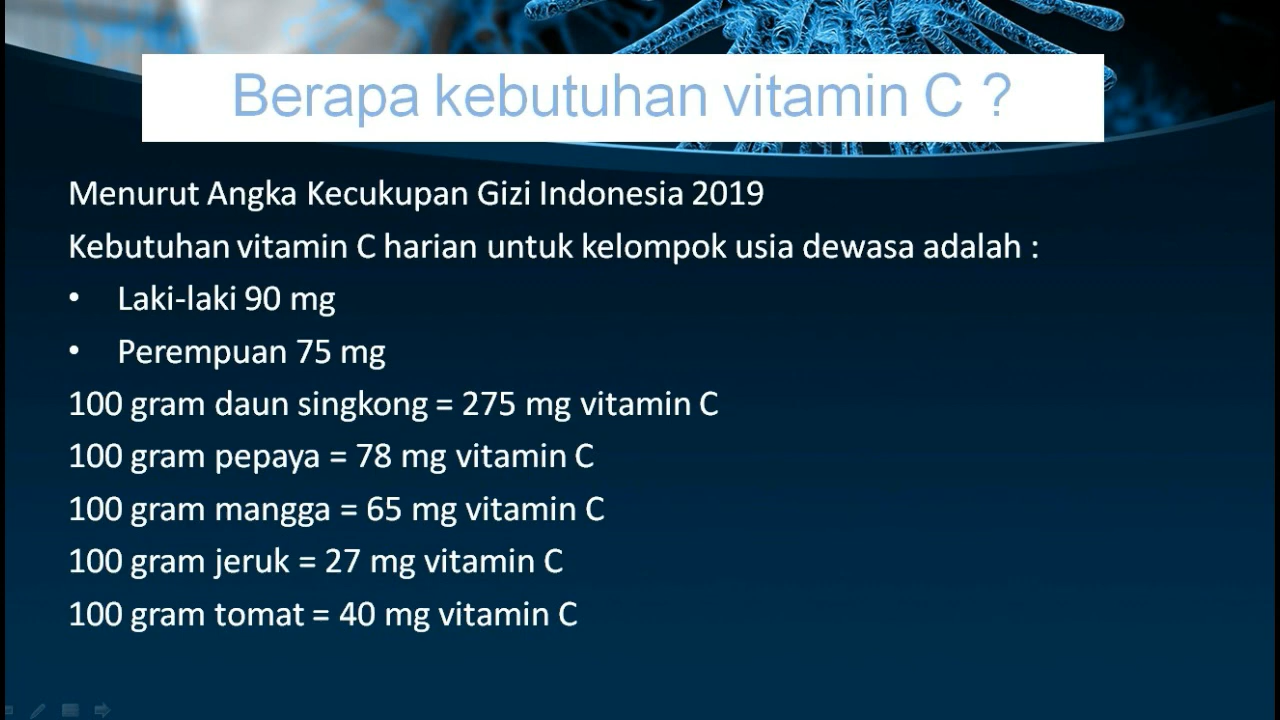 Berapa kebutuhan vitamin C ?
Menurut Angka Kecukupan Gizi Indonesia 2019
Kebutuhan vitamin C harian untuk kelompok usia dewasa adalah :
• Laki-laki 90 mg
• Perempuan 75 mg
100 gram daun singkong = 275 mg vitamin C
100 gram pepaya = 78 mg vitamin C
100 gram mangga = 65 mg vitamin C
100 gram jeruk = 27 mg vitamin C
100 gram tomat = 40 mg vitamin C